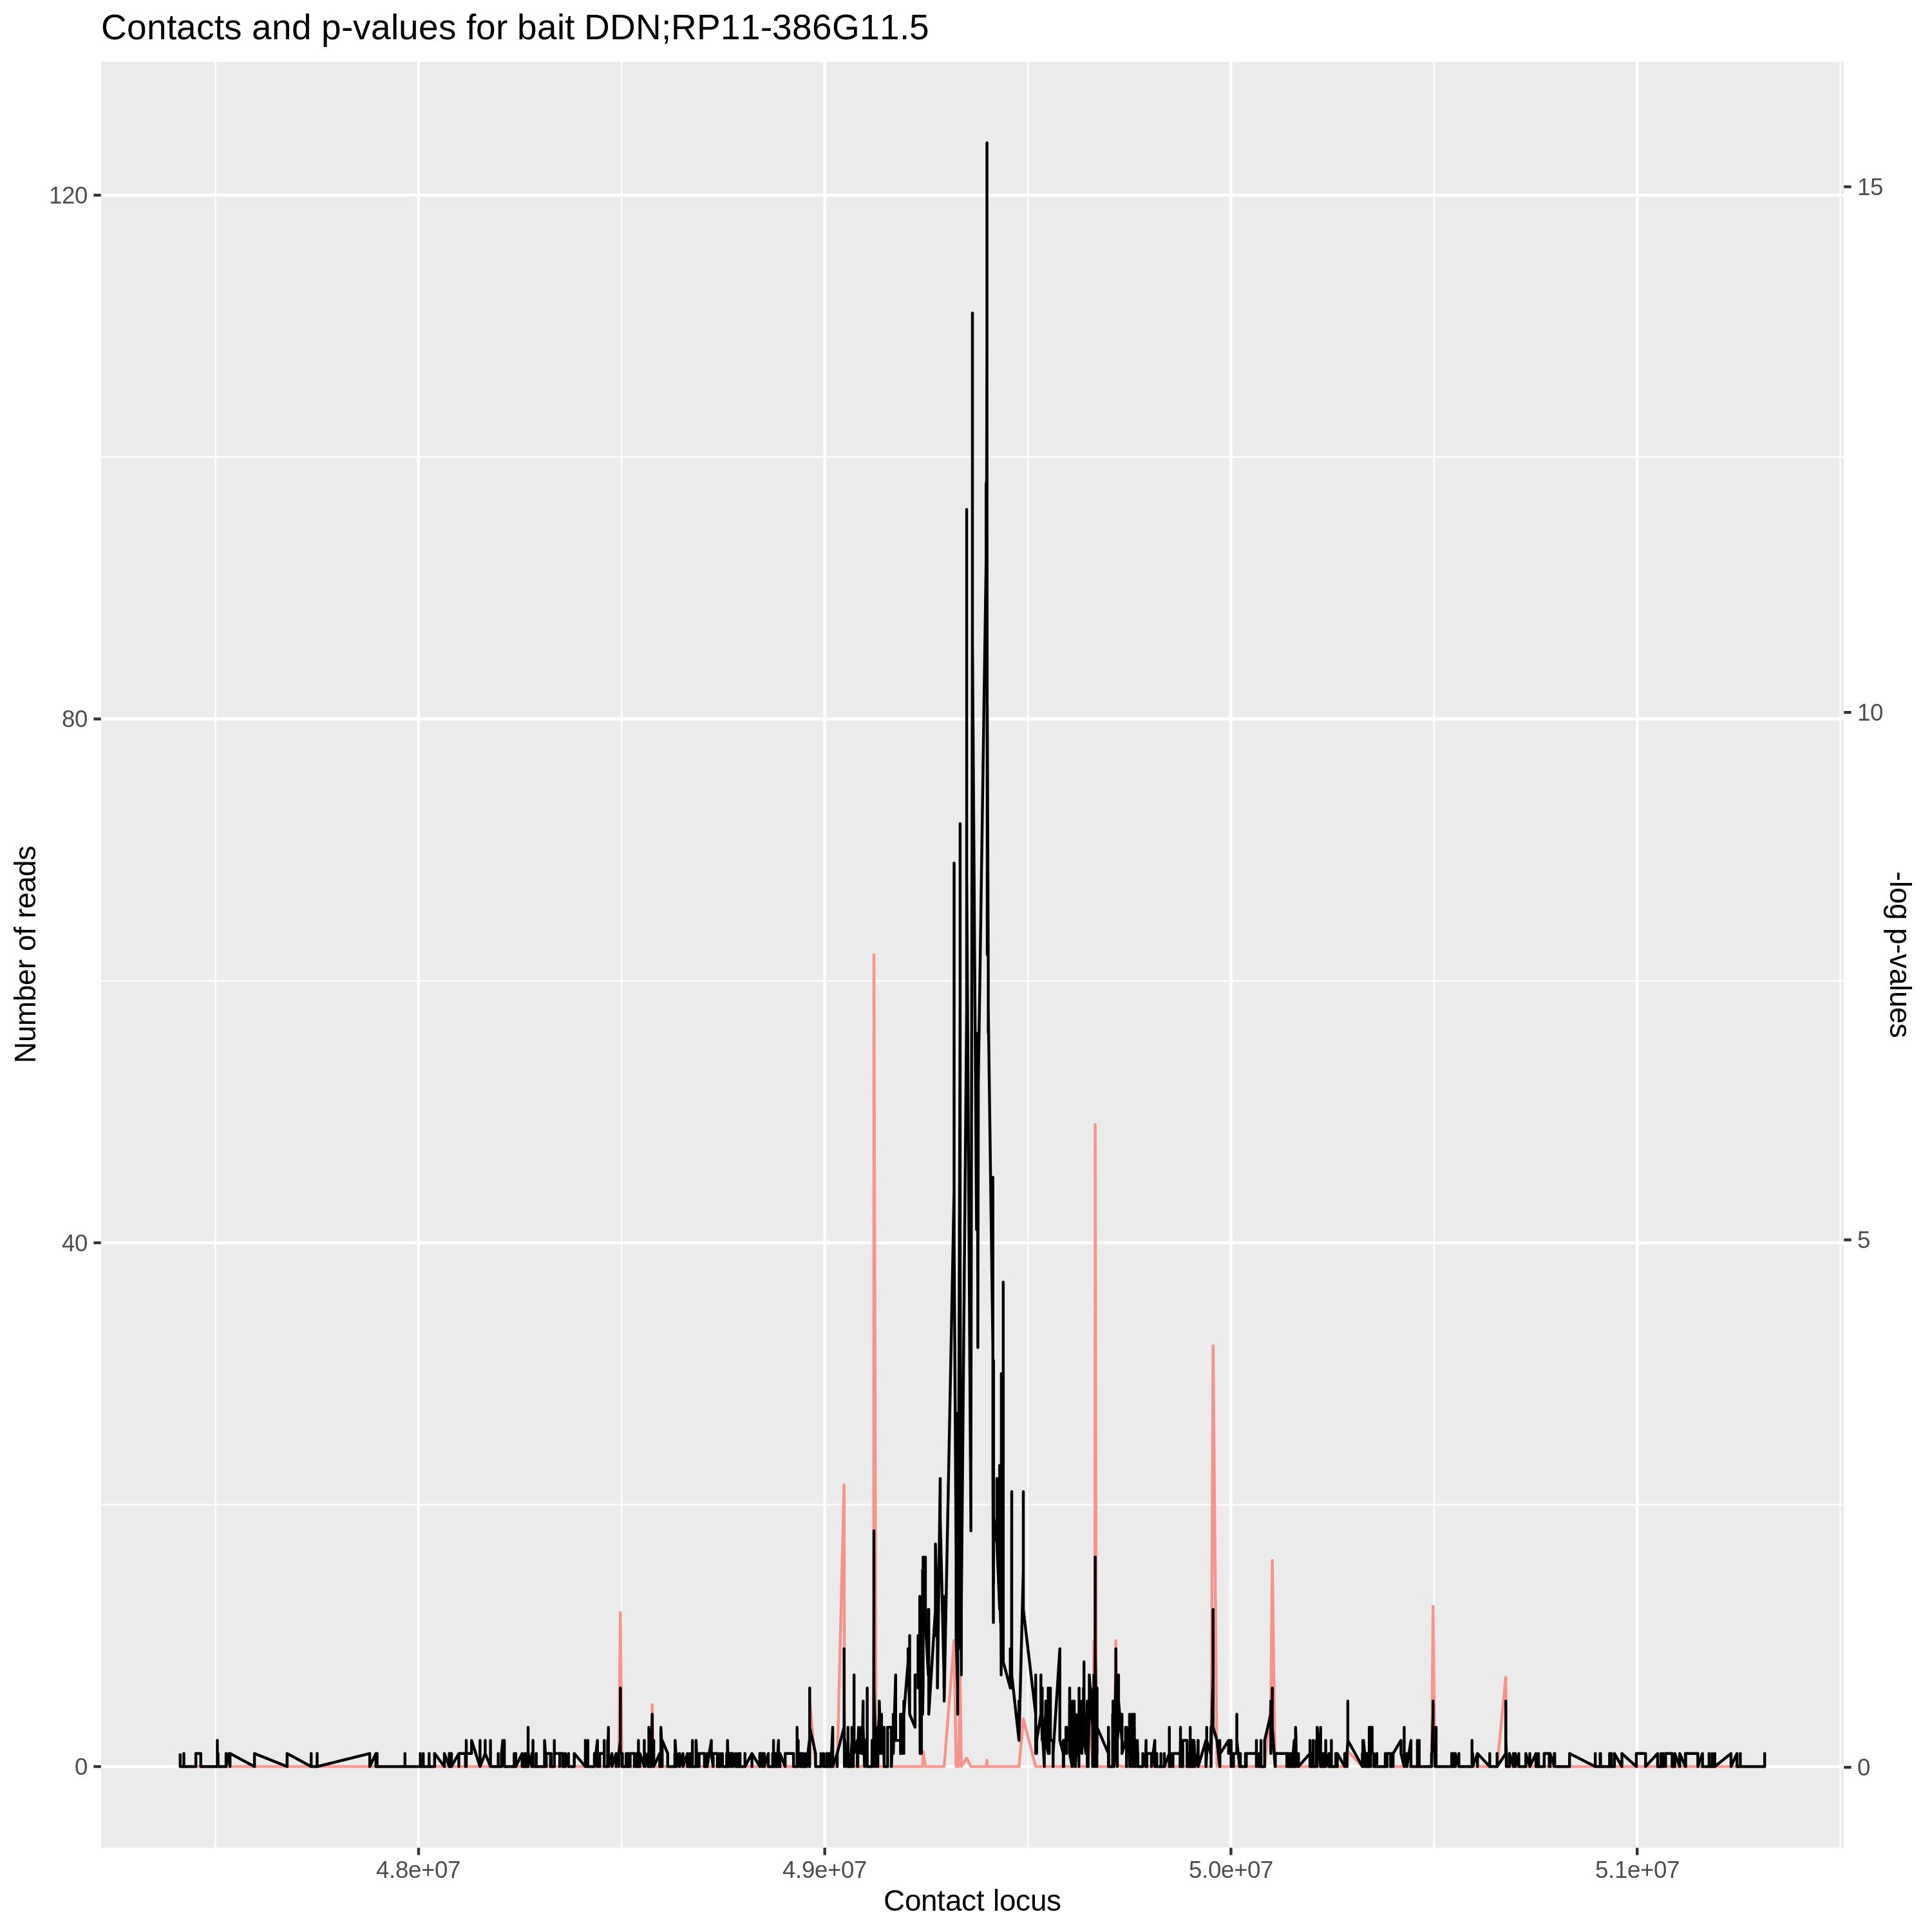 Contacts and p-values for bait DDN;RP11-386G11.5
Number of reads
120
80
40
0
15
10
5
0
-log p-values
4.8e+07
4.9e+07
5.0e+07
5.1e+07
Contact locus